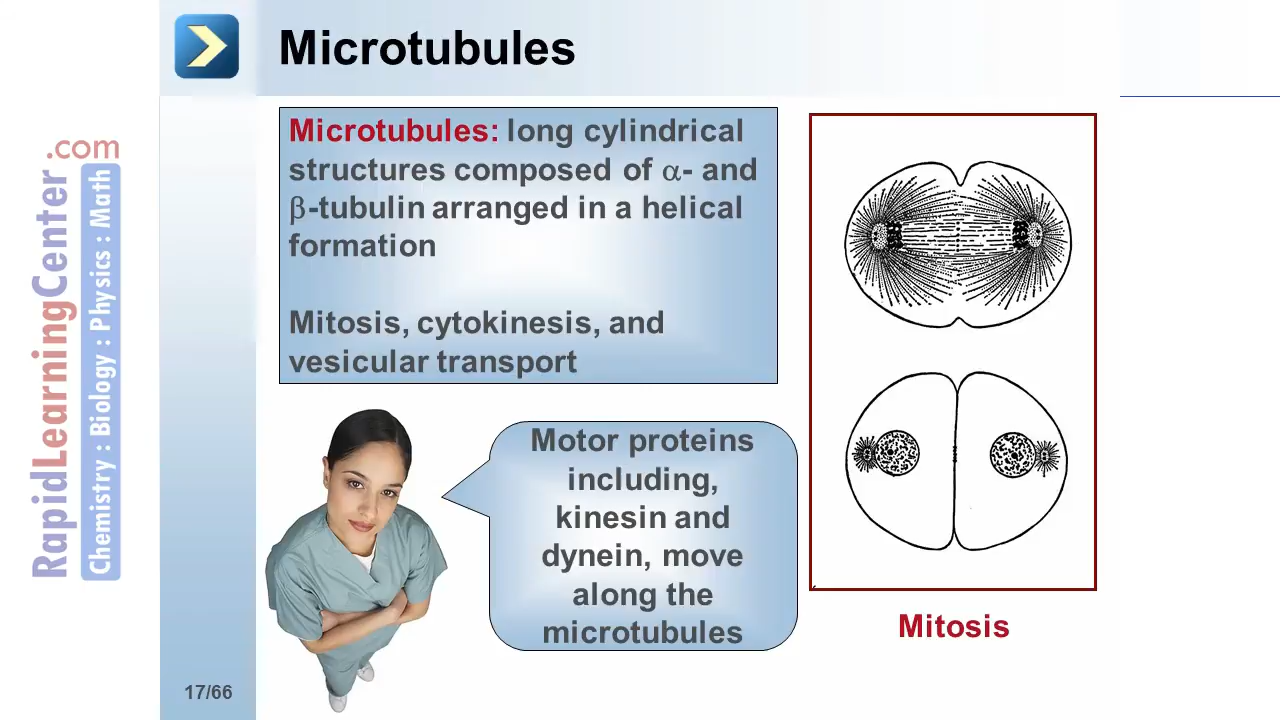 Microtubules
Microtubules: long cylindrical
structures composed of α- and
β-tubulin arranged in a helical
formation
Mitosis, cytokinesis, and
vesicular transport
Motor proteins
including,
kinesin and
dynein, move
along the
microtubules
Mitosis
17/66
RapidLearningCenter.com
Chemistry : Biology : Physics : Math